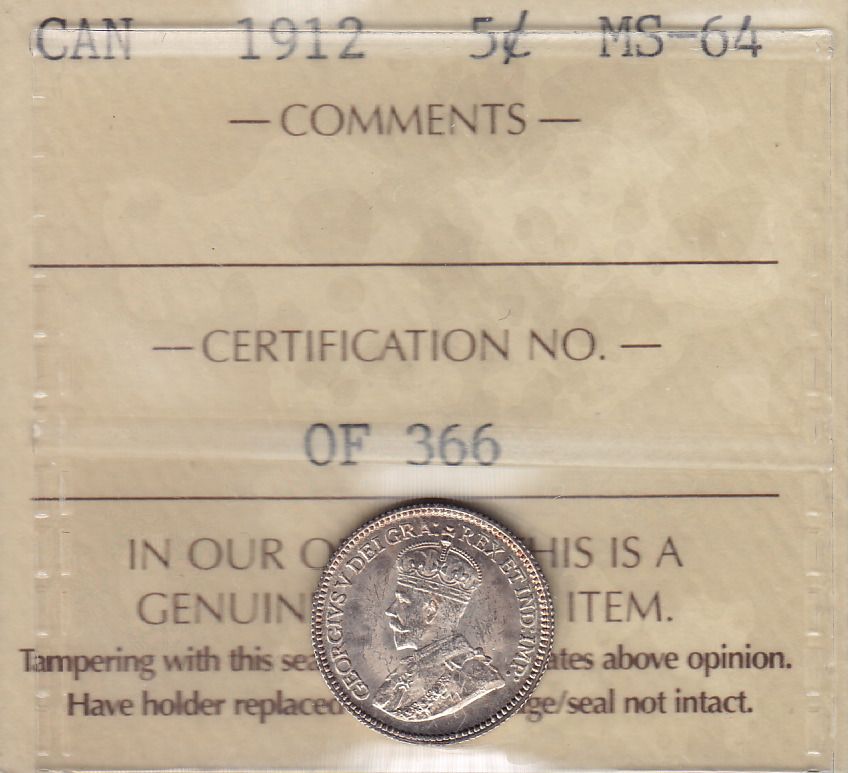 CAN 1912 5¢ MS-64
— COMMENTS —
— CERTIFICATION NO. —
OF 366
IN OUR O HIS IS A
GENUIN ITEM.
Tampering with this sea ates above opinion.
Have holder replaced ge/seal not intact.
GEORGIVS V DEI GRA: REX ET IND: IMP: